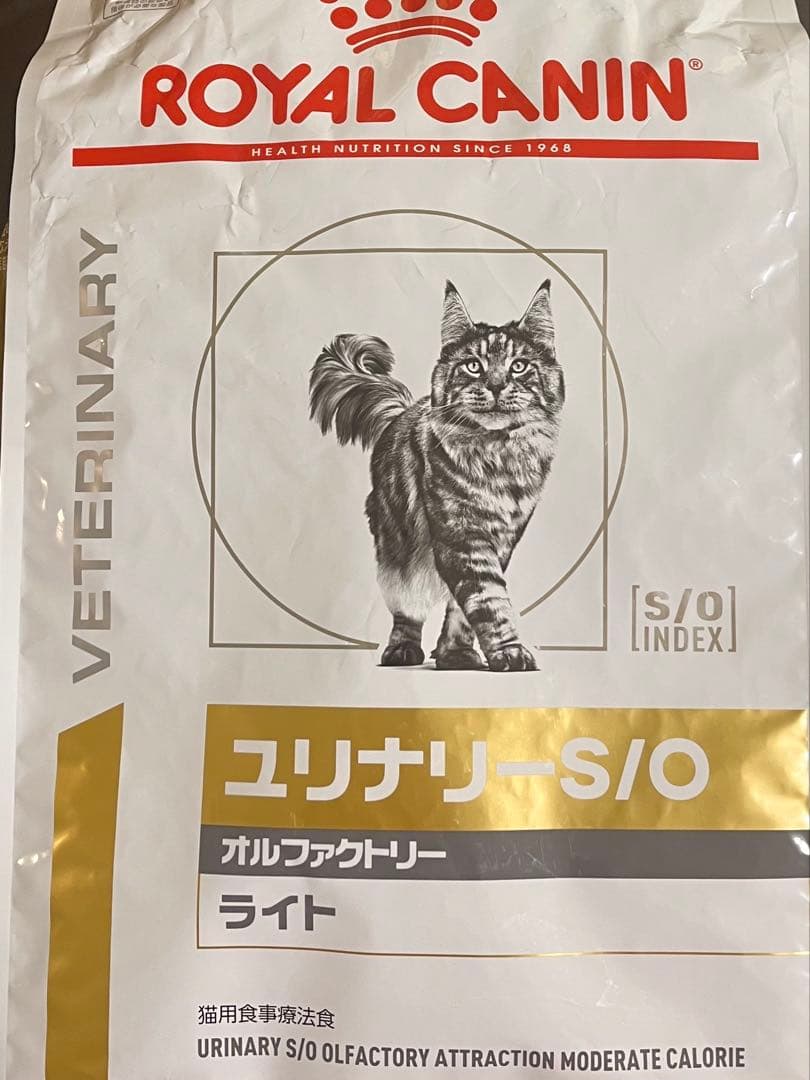 ROYAL CANIN®
HEALTH NUTRITION SINCE 1968
VETERINARY
[S/O
INDEX]
ユリナリーS/O
オルファクトリー
ライト
猫用食事療法食
URINARY S/O OLFACTORY ATTRACTION MODERATE CALORIE